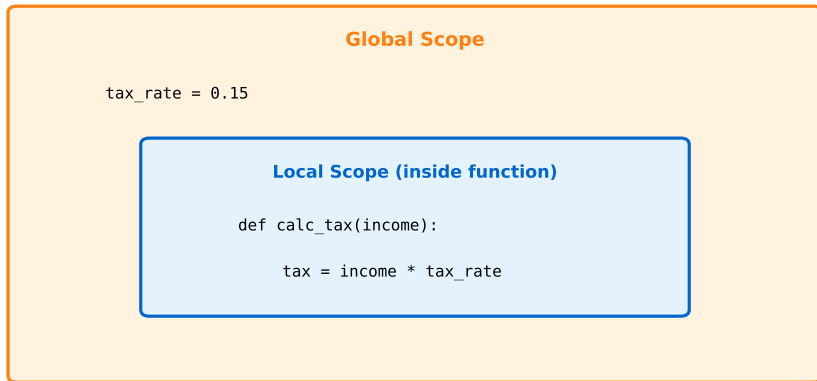 Global Scope
tax_rate = 0.15
Local Scope (inside function)
def calc_tax(income):
tax = income * tax_rate